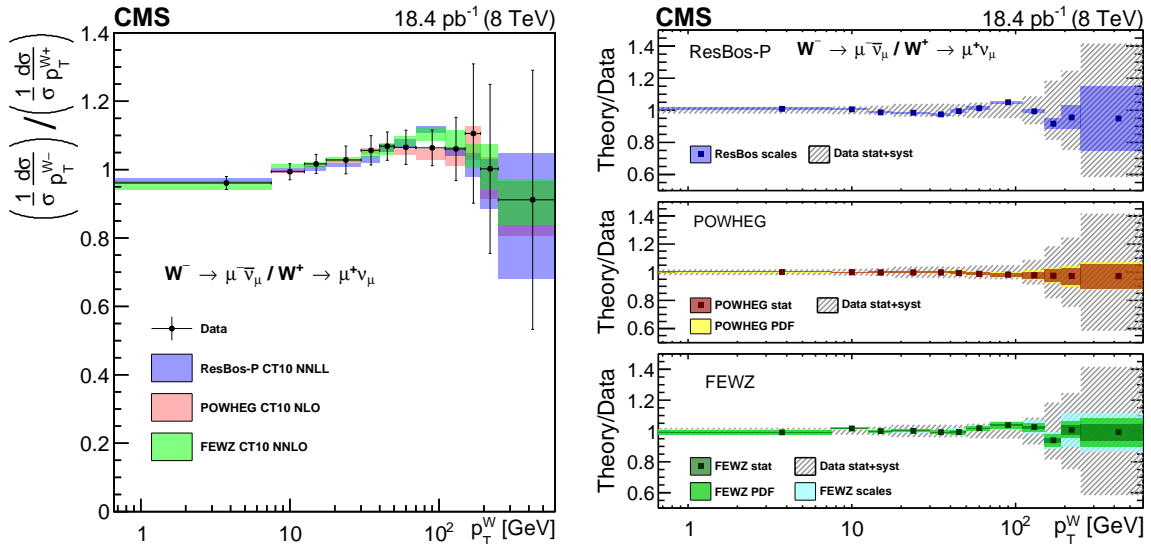 CMS 18.4 pb⁻¹ (8 TeV)
(1/σ dσ/p_T^{W−}) / (1/σ dσ/p_T^{W+})
1.4
1.2
1
0.8
0.6
0.4
0.2
0
W⁻ → μ⁻ν̄_μ / W⁺ → μ⁺ν_μ
Data
ResBos-P CT10 NNLL
POWHEG CT10 NLO
FEWZ CT10 NNLO
1 10 10² p_T^W [GeV]
CMS 18.4 pb⁻¹ (8 TeV)
Theory/Data
ResBos-P W⁻ → μ⁻ν̄_μ / W⁺ → μ⁺ν_μ
1.4
1.2
1
0.8
0.6
ResBos scales Data stat+syst
Theory/Data
POWHEG
1.4
1.2
1
0.8
0.6
POWHEG stat Data stat+syst
POWHEG PDF
Theory/Data
FEWZ
1.4
1.2
1
0.8
0.6
FEWZ stat Data stat+syst
FEWZ PDF FEWZ scales
1 10 10² p_T^W [GeV]